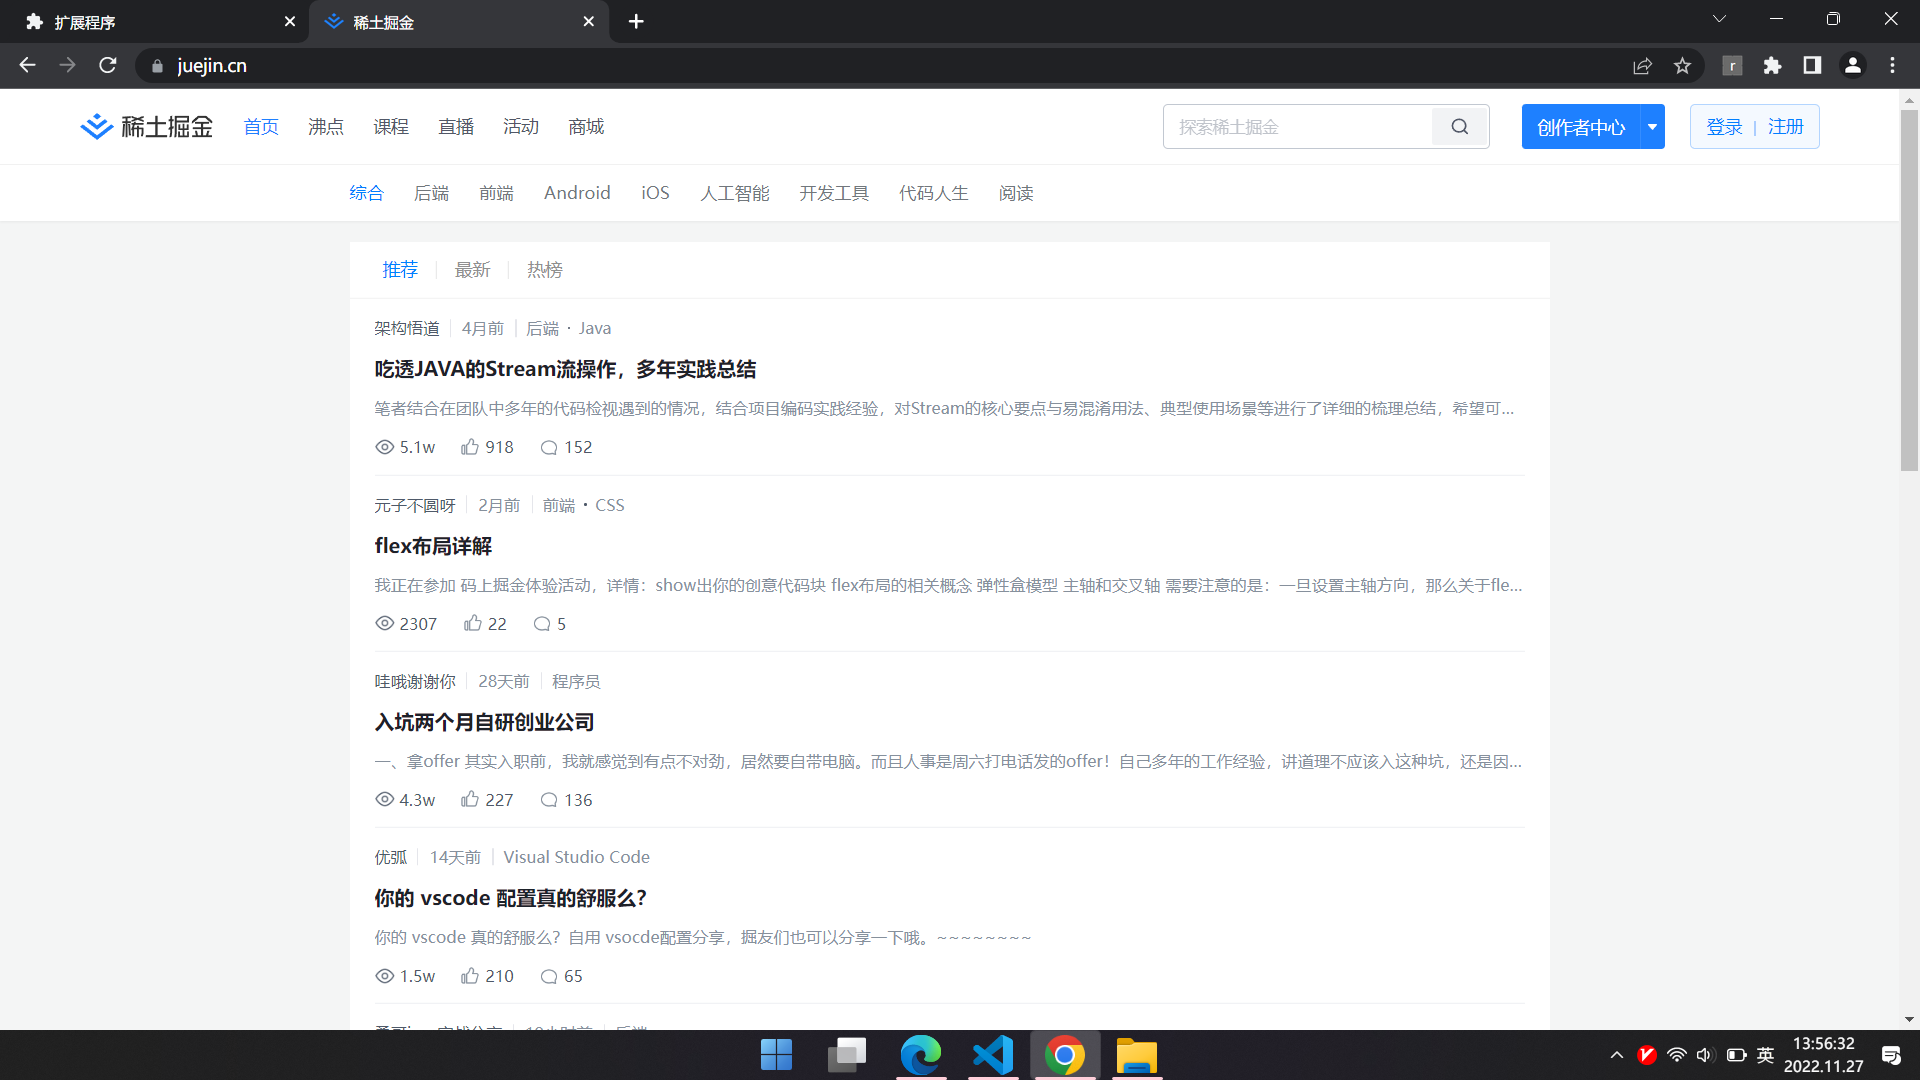 扩展程序
稀土掘金
juejin.cn
r
稀土掘金 首页 沸点 课程 直播 活动 商城 探索稀土掘金 创作者中心 登录 | 注册
综合 后端 前端 Android iOS 人工智能 开发工具 代码人生 阅读
推荐 最新 热榜
架构悟道 4月前 后端 · Java
吃透JAVA的Stream流操作，多年实践总结
笔者结合在团队中多年的代码检视遇到的情况，结合项目编码实践经验，对Stream的核心要点与易混淆用法、典型使用场景等进行了详细的梳理总结，希望可...
5.1w 918 152
元子不圆呀 2月前 前端 · CSS
flex布局详解
我正在参加 码上掘金体验活动，详情：show出你的创意代码块 flex布局的相关概念 弹性盒模型 主轴和交叉轴 需要注意的是：一旦设置主轴方向，那么关于fle...
2307 22 5
哇哦谢谢你 28天前 程序员
入坑两个月自研创业公司
一、拿offer 其实入职前，我就感觉到有点不对劲，居然要自带电脑。而且人事是周六打电话发的offer！自己多年的工作经验，讲道理不应该入这种坑，还是因...
4.3w 227 136
优弧 14天前 Visual Studio Code
你的 vscode 配置真的舒服么？
你的 vscode 真的舒服么？自用 vsocde配置分享，掘友们也可以分享一下哦。~~~~~~~~
1.5w 210 65
英
13:56:32
2022.11.27